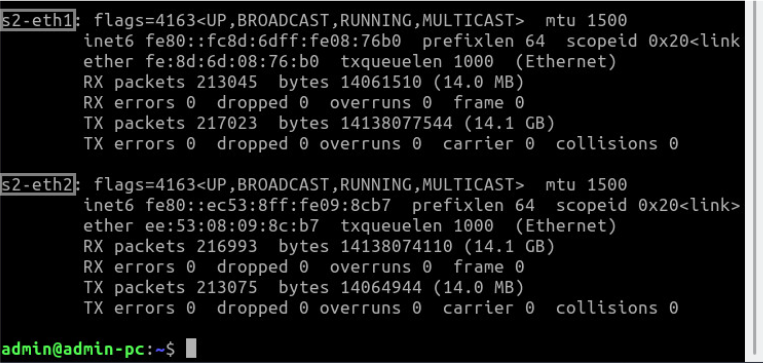 s2-eth1: flags=4163<UP,BROADCAST,RUNNING,MULTICAST>  mtu 1500
        inet6 fe80::fc8d:6dff:fe08:76b0  prefixlen 64  scopeid 0x20<link
        ether fe:8d:6d:08:76:b0  txqueuelen 1000  (Ethernet)
        RX packets 213045  bytes 14061510 (14.0 MB)
        RX errors 0  dropped 0  overruns 0  frame 0
        TX packets 217023  bytes 14138077544 (14.1 GB)
        TX errors 0  dropped 0 overruns 0  carrier 0  collisions 0

s2-eth2: flags=4163<UP,BROADCAST,RUNNING,MULTICAST>  mtu 1500
        inet6 fe80::ec53:8ff:fe09:8cb7  prefixlen 64  scopeid 0x20<link>
        ether ee:53:08:09:8c:b7  txqueuelen 1000  (Ethernet)
        RX packets 216993  bytes 14138074110 (14.1 GB)
        RX errors 0  dropped 0  overruns 0  frame 0
        TX packets 213075  bytes 14064944 (14.0 MB)
        TX errors 0  dropped 0 overruns 0  carrier 0  collisions 0

admin@admin-pc:~$